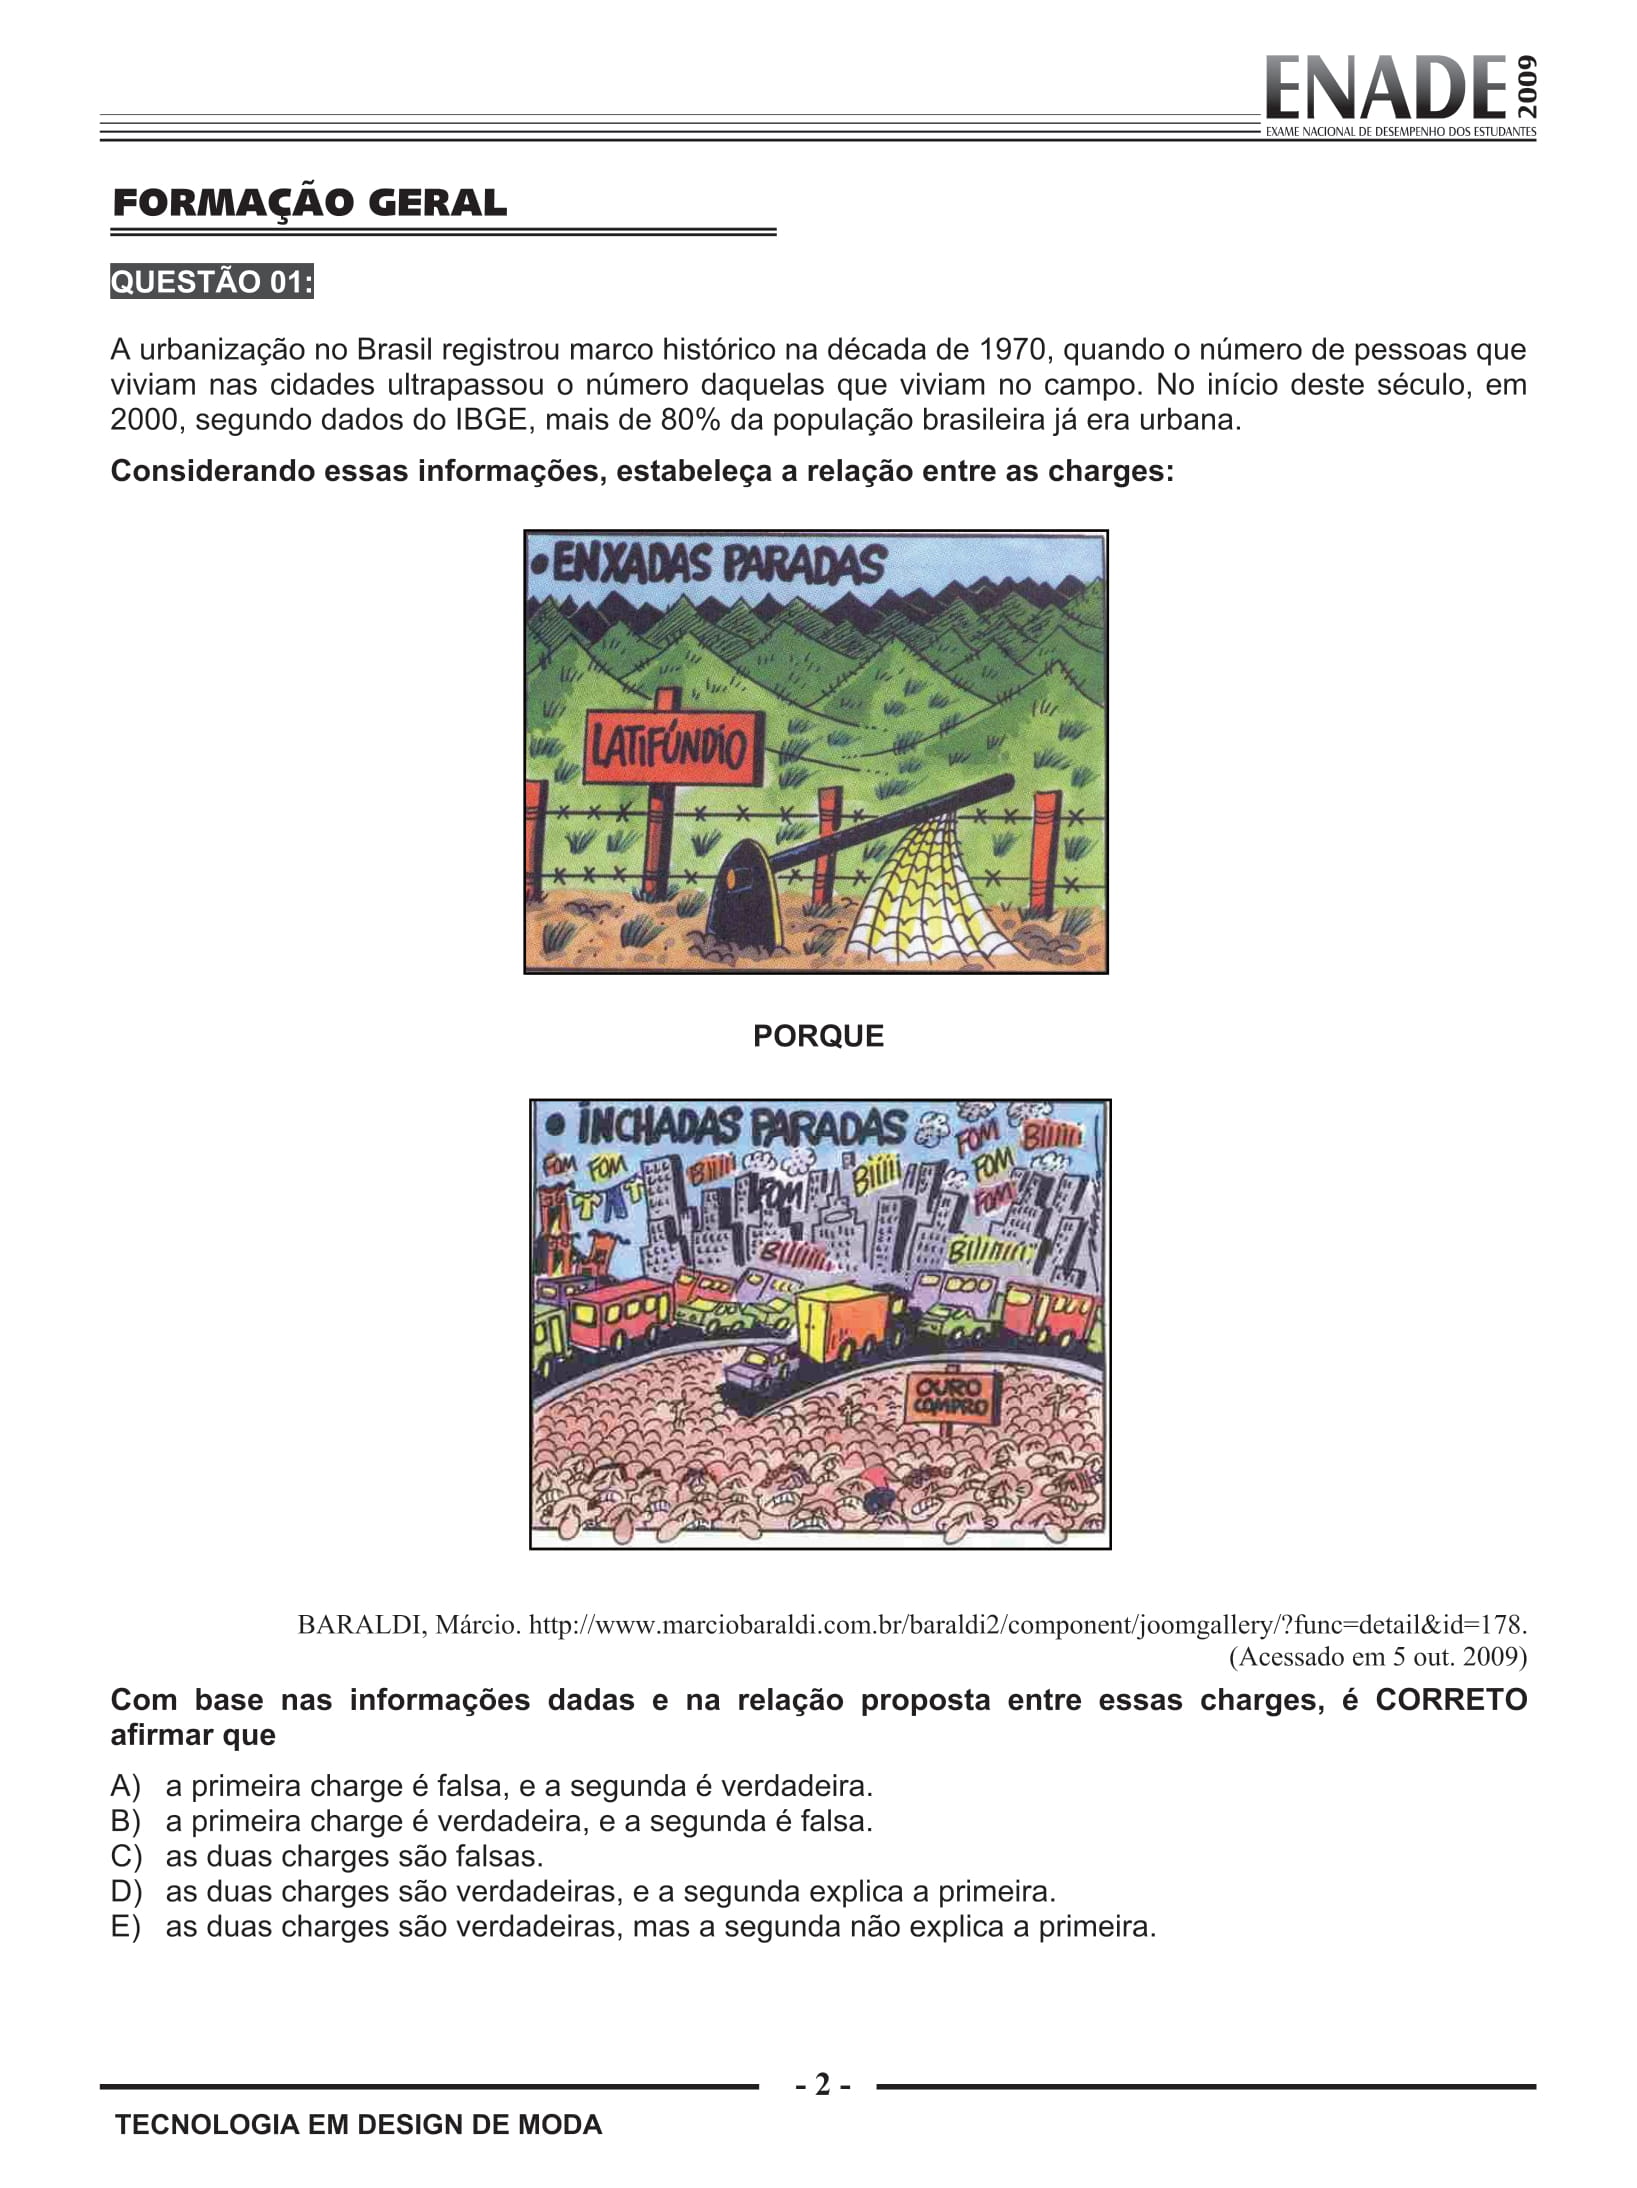 ENADE 2009
EXAME NACIONAL DE DESEMPENHO DOS ESTUDANTES
FORMAÇÃO GERAL
QUESTÃO 01:
A urbanização no Brasil registrou marco histórico na década de 1970, quando o número de pessoas que
viviam nas cidades ultrapassou o número daquelas que viviam no campo. No início deste século, em
2000, segundo dados do IBGE, mais de 80% da população brasileira já era urbana.
Considerando essas informações, estabeleça a relação entre as charges:
• ENXADAS PARADAS
LATIFÚNDIO
PORQUE
• INCHADAS PARADAS
FOM
BIIIIII
FOM FOM
BIIIII
BIIIII
FOM
FOM
FOM
BIIIIIII
BIIIIIIII
OURO
COMPRO
BARALDI, Márcio. http://www.marciobaraldi.com.br/baraldi2/component/joomgallery/?func=detail&id=178.
(Acessado em 5 out. 2009)
Com base nas informações dadas e na relação proposta entre essas charges, é CORRETO
afirmar que
A) a primeira charge é falsa, e a segunda é verdadeira.
B) a primeira charge é verdadeira, e a segunda é falsa.
C) as duas charges são falsas.
D) as duas charges são verdadeiras, e a segunda explica a primeira.
E) as duas charges são verdadeiras, mas a segunda não explica a primeira.
- 2 -
TECNOLOGIA EM DESIGN DE MODA